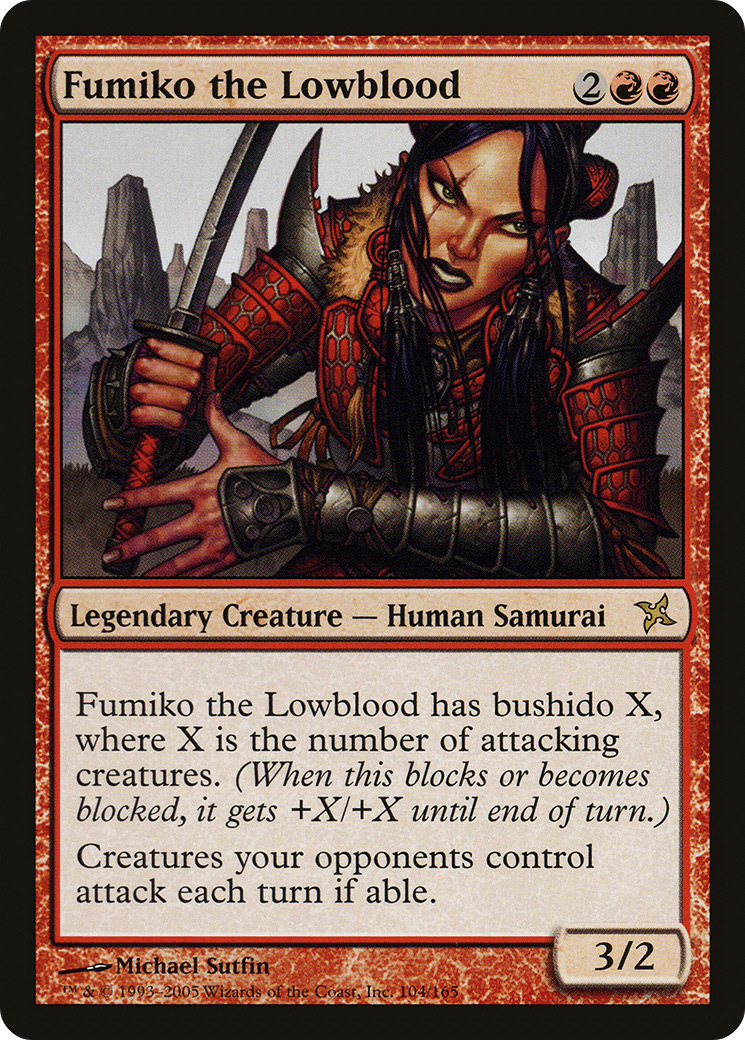 Fumiko the Lowblood 2
Legendary Creature — Human Samurai
Fumiko the Lowblood has bushido X,
where X is the number of attacking
creatures. (When this blocks or becomes
blocked, it gets +X/+X until end of turn.)
Creatures your opponents control
attack each turn if able.
3/2
Michael Sutfin
™ & © 1993–2005 Wizards of the Coast, Inc. 104/165